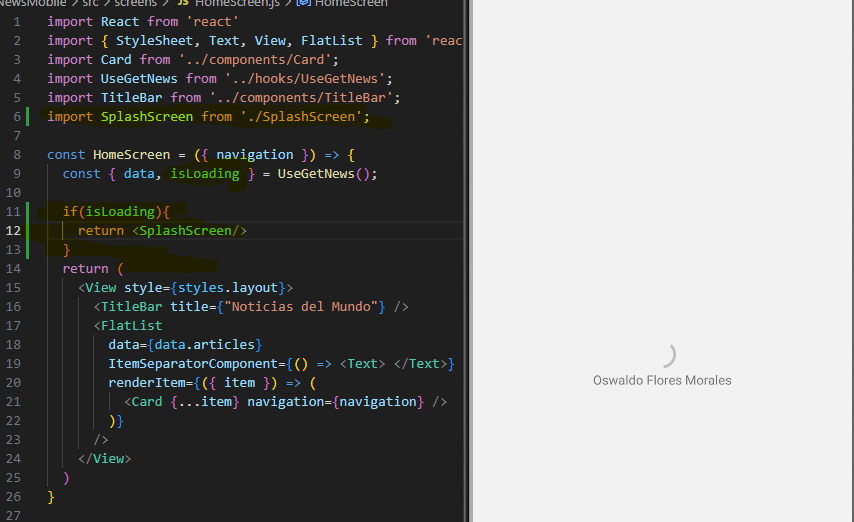 NewsMobile > src > screens > JS HomeScreen.js > HomeScreen
1 import React from 'react'
2 import { StyleSheet, Text, View, FlatList } from 'reac
3 import Card from '../components/Card';
4 import UseGetNews from '../hooks/UseGetNews';
5 import TitleBar from '../components/TitleBar';
6 import SplashScreen from './SplashScreen';
7
8 const HomeScreen = ({ navigation }) => {
9 const { data, isLoading } = UseGetNews();
10
11 if(isLoading){
12 return <SplashScreen/>
13 }
14 return (
15 <View style={styles.layout}>
16 <TitleBar title={"Noticias del Mundo"} />
17 <FlatList
18 data={data.articles}
19 ItemSeparatorComponent={() => <Text> </Text>}
20 renderItem={({ item }) => (
21 <Card {...item} navigation={navigation} />
22 )}
23 />
24 </View>
25 )
26 }
27
Oswaldo Flores Morales